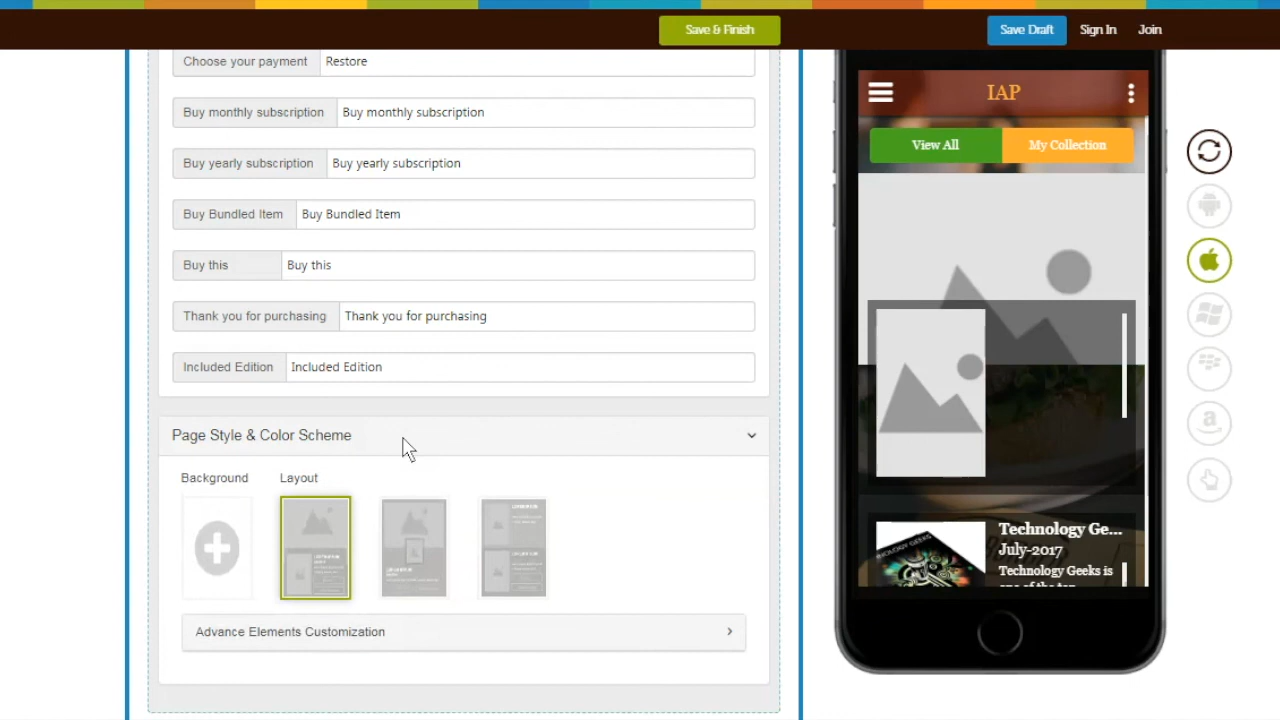 Save & Finish
Save Draft
Sign In
Join
Choose your payment
Restore
Buy monthly subscription
Buy monthly subscription
Buy yearly subscription
Buy yearly subscription
Buy Bundled Item
Buy Bundled Item
Buy this
Buy this
Thank you for purchasing
Thank you for purchasing
Included Edition
Included Edition
Page Style & Color Scheme
Background
Layout
Advance Elements Customization
IAP
View All
My Collection
Technology Ge...
July-2017
Technology Geeks is